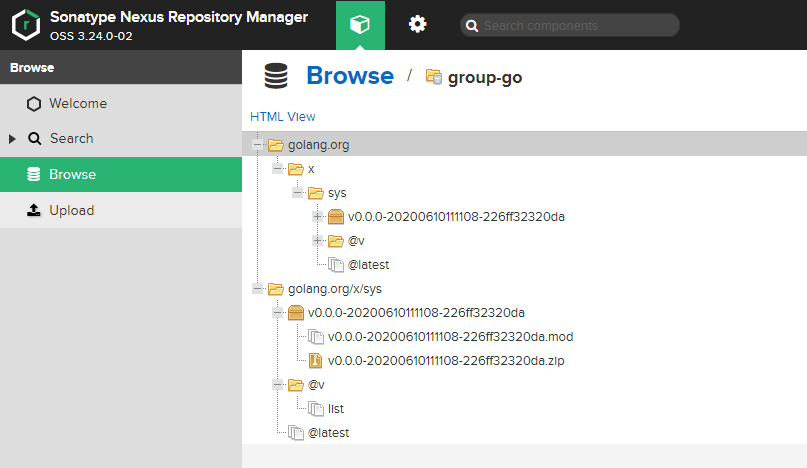 Sonatype Nexus Repository Manager
OSS 3.24.0-02
Search components
Browse
Welcome
Search
Browse
Upload
Browse / group-go
HTML View
golang.org
x
sys
v0.0.0-20200610111108-226ff32320da
@v
@latest
golang.org/x/sys
v0.0.0-20200610111108-226ff32320da
v0.0.0-20200610111108-226ff32320da.mod
v0.0.0-20200610111108-226ff32320da.zip
@v
list
@latest